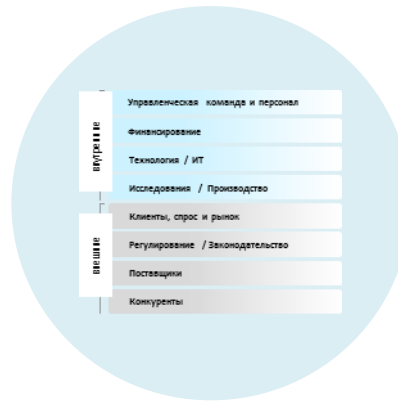 внутренние
Управленческая команда и персонал
Финансирование
Технология / ИТ
Исследования / Производство
внешние
Клиенты, спрос и рынок
Регулирование / Законодательство
Поставщики
Конкуренты